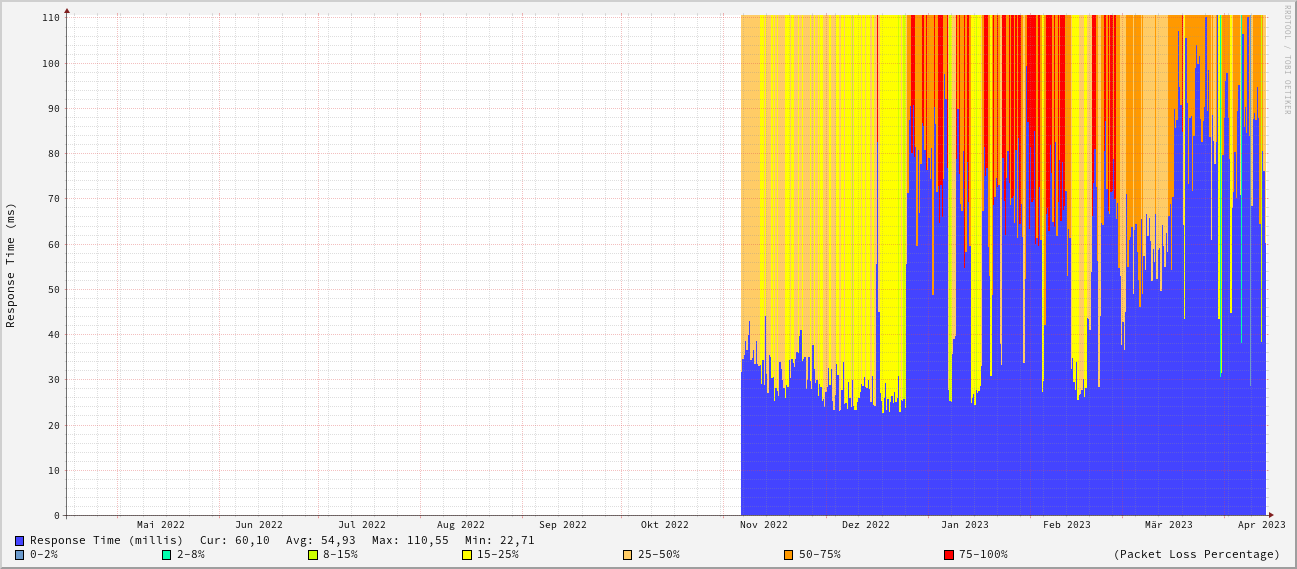 RRDTOOL / TOBI OETIKER
Response Time (ms)
110
100
90
80
70
60
50
40
30
20
10
0
Mai 2022 Jun 2022 Jul 2022 Aug 2022 Sep 2022 Okt 2022 Nov 2022 Dez 2022 Jan 2023 Feb 2023 Mär 2023 Apr 2023
Response Time (millis) Cur: 60,10 Avg: 54,93 Max: 110,55 Min: 22,71
0-2% 2-8% 8-15% 15-25% 25-50% 50-75% 75-100% (Packet Loss Percentage)